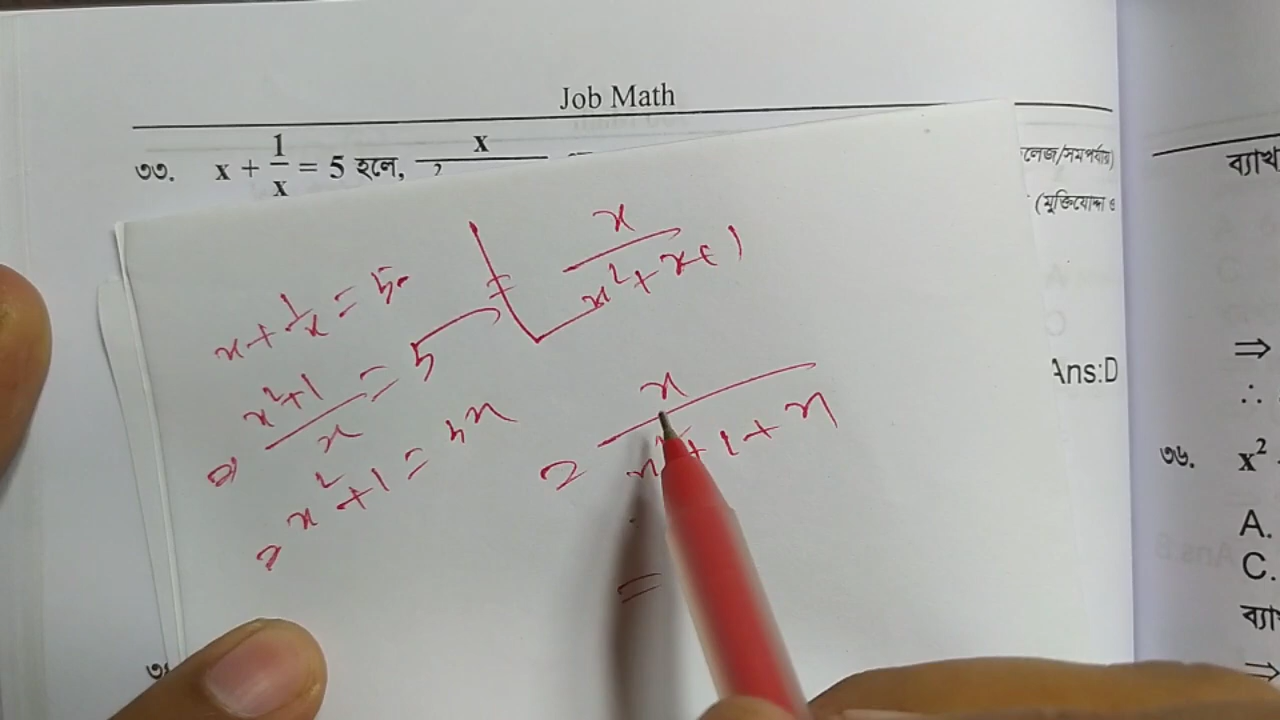 Job Math
৩৩. x + 1/x = 5 হলে, x
(মুক্তিযোদ্ধা ও
x + 1/x = 5
x²+1/x = 5
x²+1 = 5x
= x/x²+x+1
= x/x²+1+x
=
Ans:D
⇒
∴
৩৬. x²
A.
C.
⇒